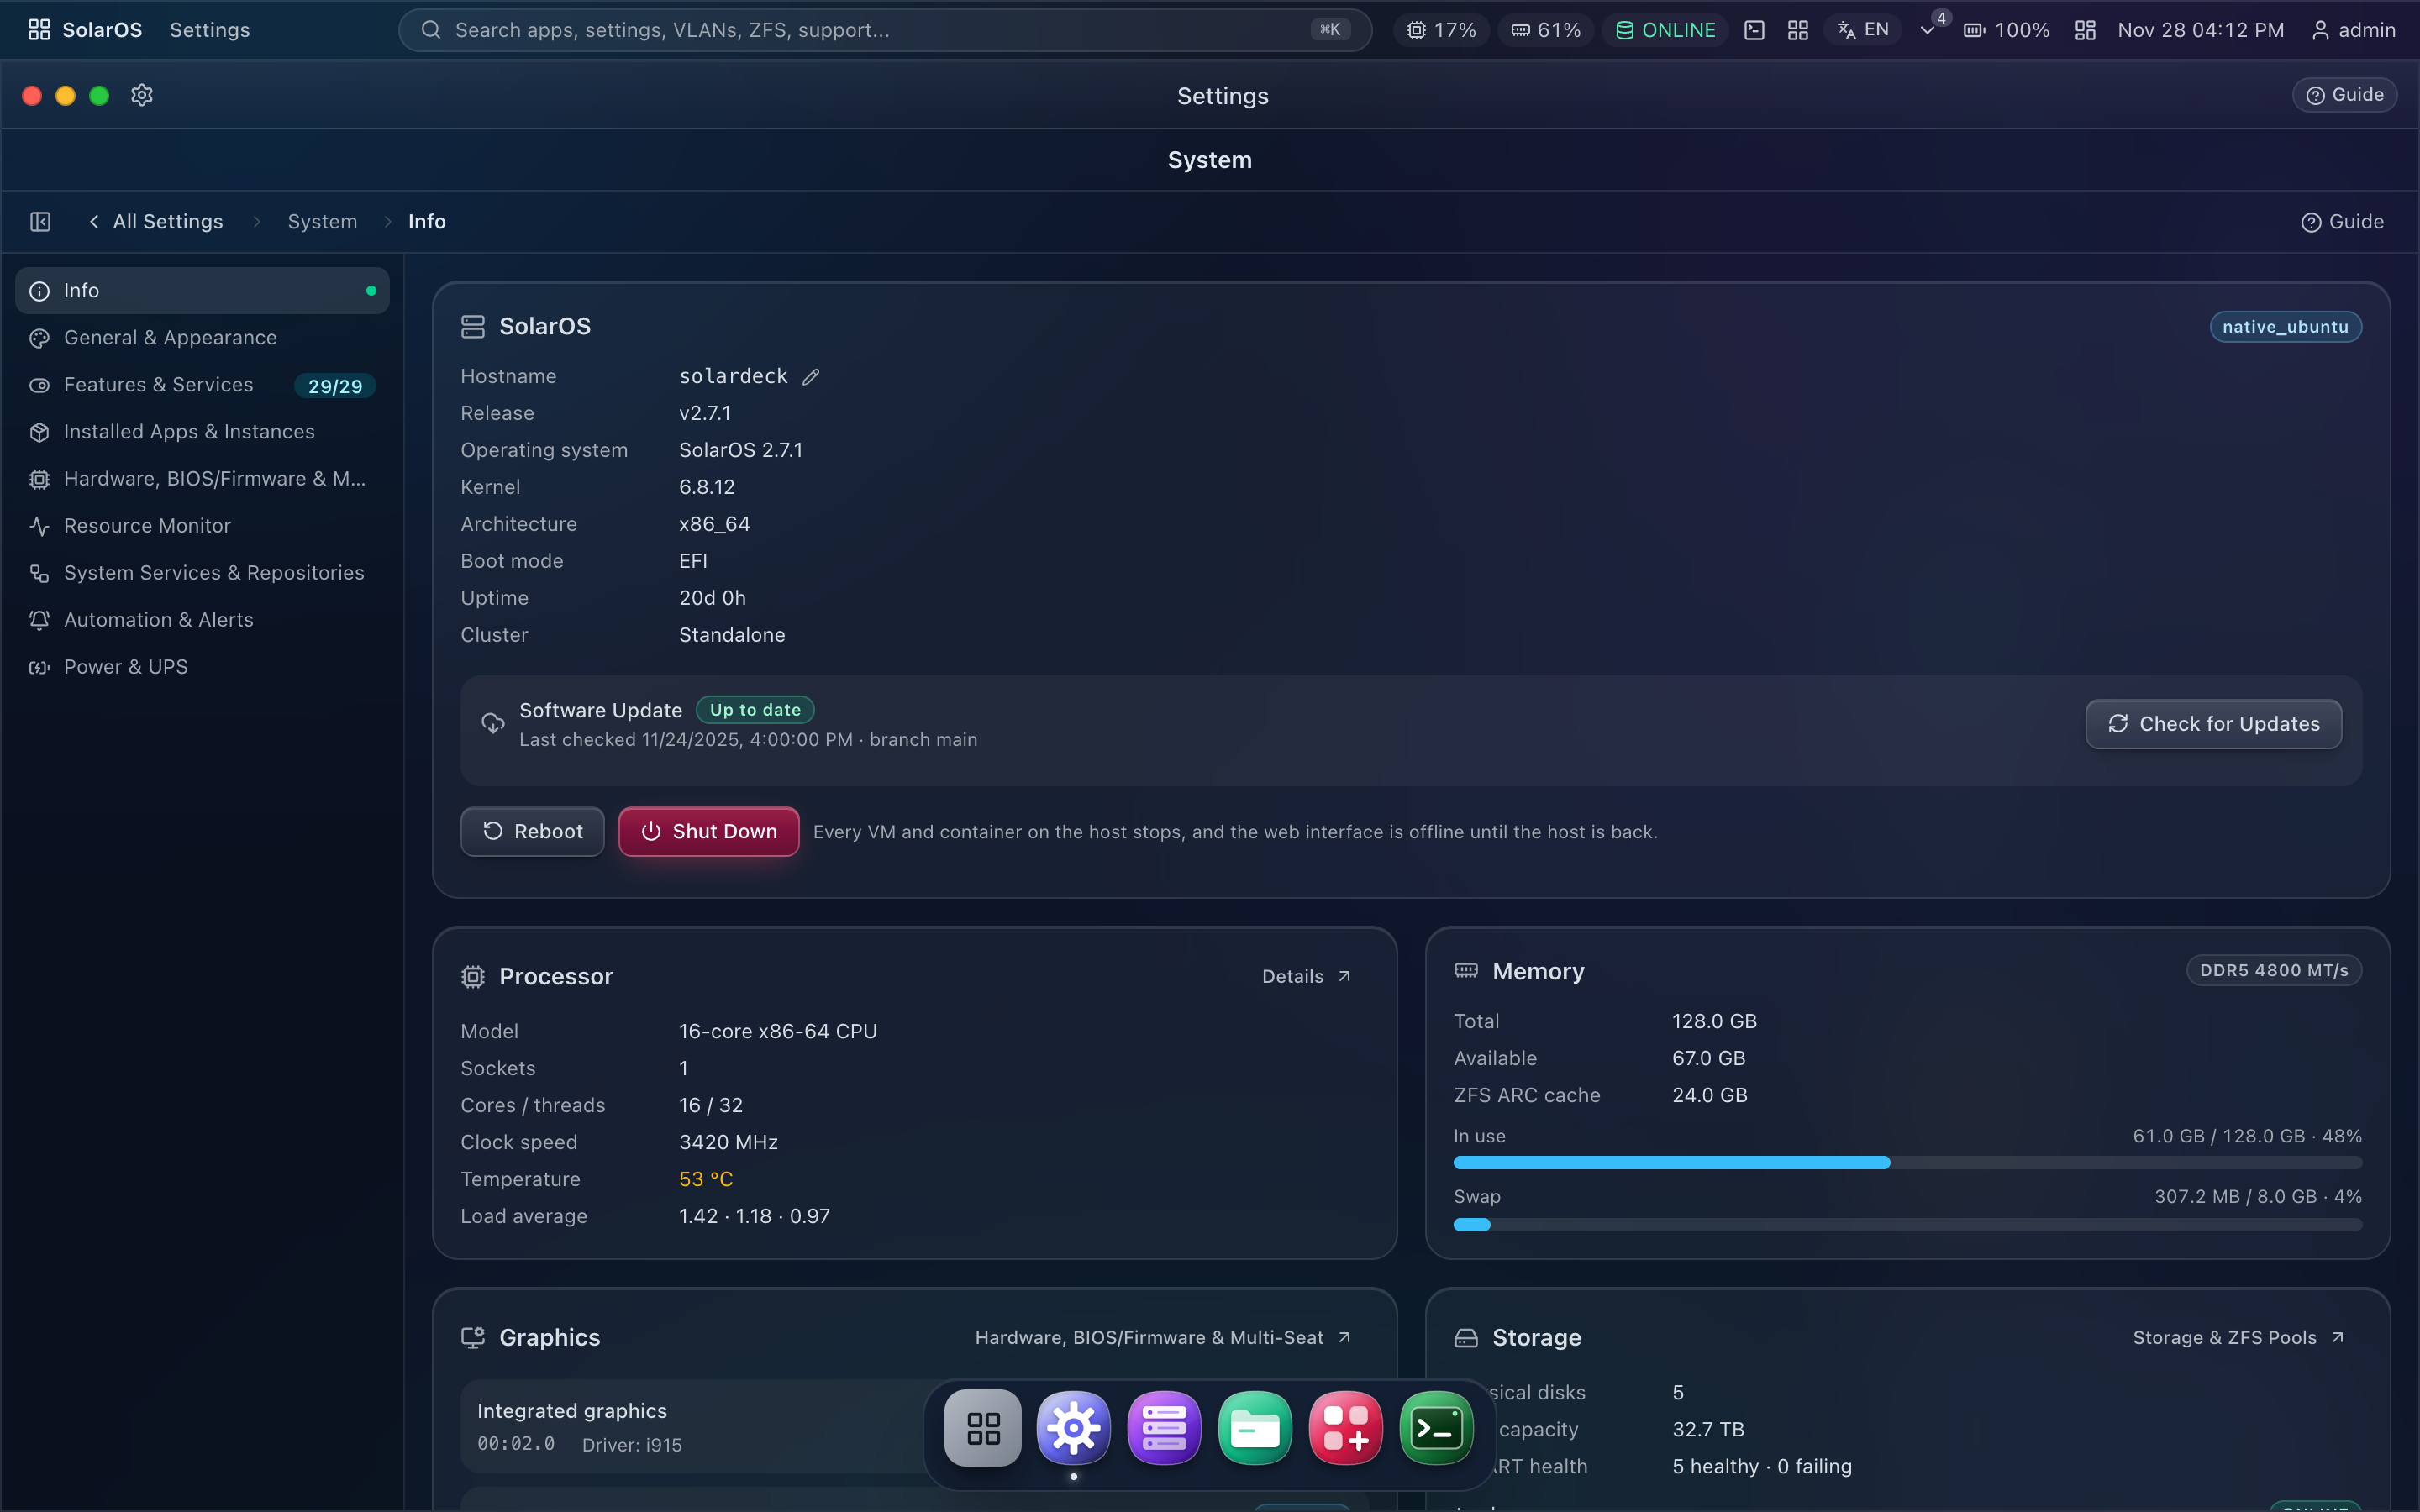 SolarOS Settings Search apps, settings, VLANs, ZFS, support... ⌘K 17% 61% ONLINE EN 4 100% Nov 28 04:12 PM admin
Settings Guide
System
All Settings System Info Guide
Info
General & Appearance
Features & Services 29/29
Installed Apps & Instances
Hardware, BIOS/Firmware & M...
Resource Monitor
System Services & Repositories
Automation & Alerts
Power & UPS
SolarOS native_ubuntu
Hostname solardeck
Release v2.7.1
Operating system SolarOS 2.7.1
Kernel 6.8.12
Architecture x86_64
Boot mode EFI
Uptime 20d 0h
Cluster Standalone
Software Update Up to date
Last checked 11/24/2025, 4:00:00 PM · branch main
Check for Updates
Reboot Shut Down Every VM and container on the host stops, and the web interface is offline until the host is back.
Processor Details
Model 16-core x86-64 CPU
Sockets 1
Cores / threads 16 / 32
Clock speed 3420 MHz
Temperature 53 °C
Load average 1.42 · 1.18 · 0.97
Memory DDR5 4800 MT/s
Total 128.0 GB
Available 67.0 GB
ZFS ARC cache 24.0 GB
In use 61.0 GB / 128.0 GB · 48%
Swap 307.2 MB / 8.0 GB · 4%
Graphics Hardware, BIOS/Firmware & Multi-Seat
Integrated graphics
00:02.0 Driver: i915
Storage Storage & ZFS Pools
sical disks 5
capacity 32.7 TB
RT health 5 healthy · 0 failing